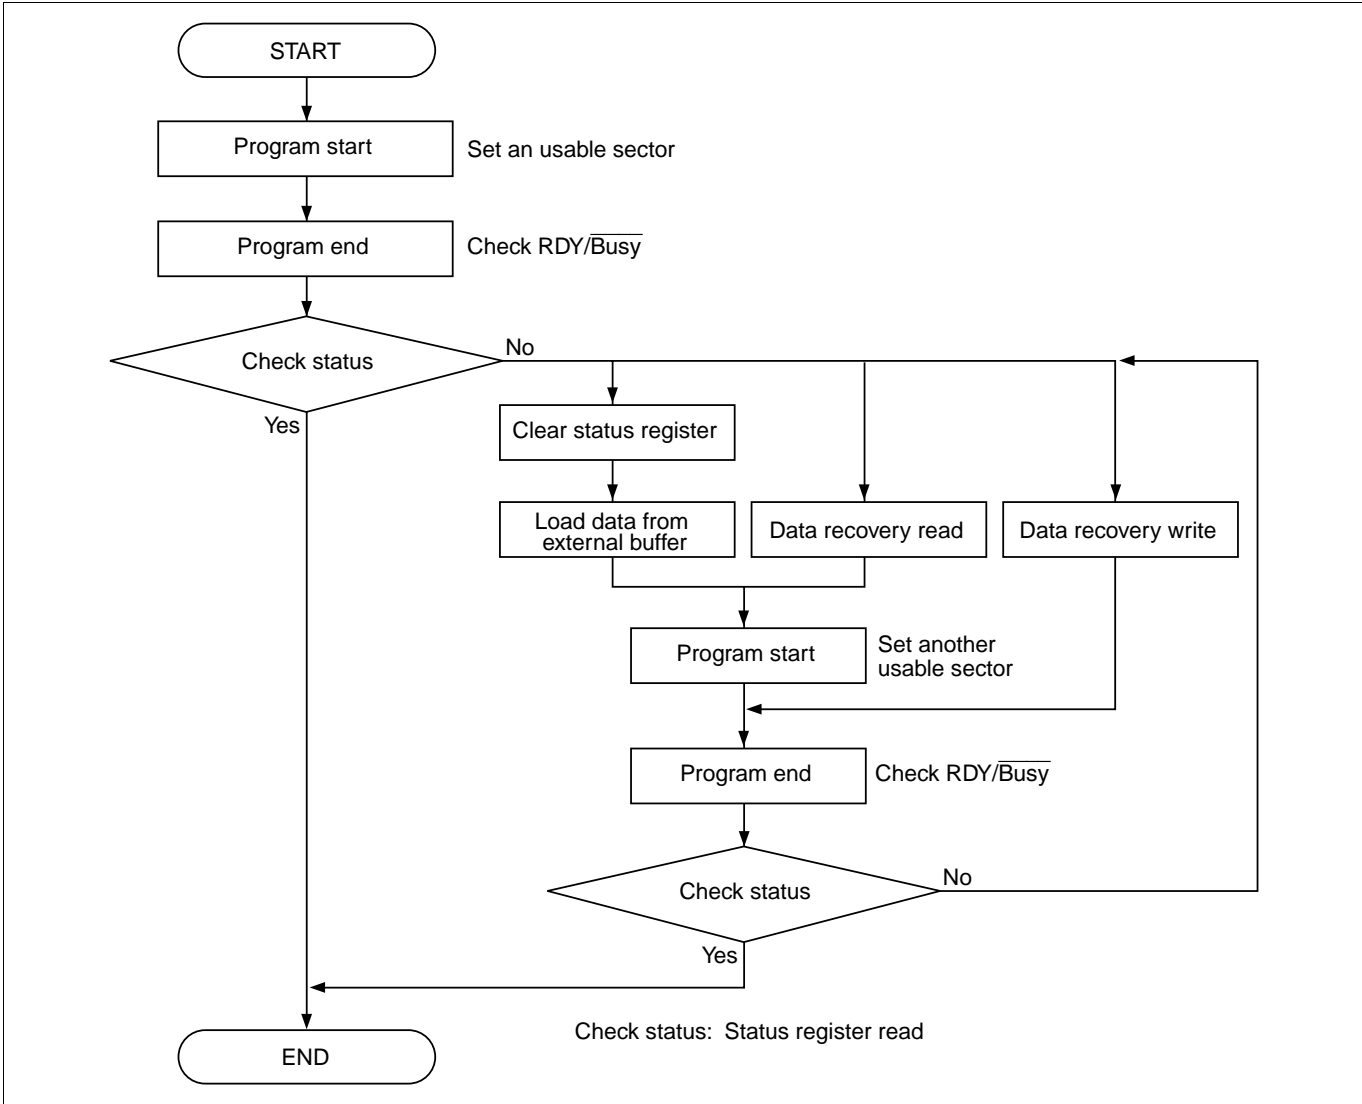 START
Program start
Set an usable sector
Program end
Check RDY/B̅u̅s̅y̅
Check status
No
Yes
Clear status register
Load data from
external buffer
Data recovery read
Data recovery write
Program start
Set another
usable sector
Program end
Check RDY/B̅u̅s̅y̅
Check status
No
Yes
Check status: Status register read
END